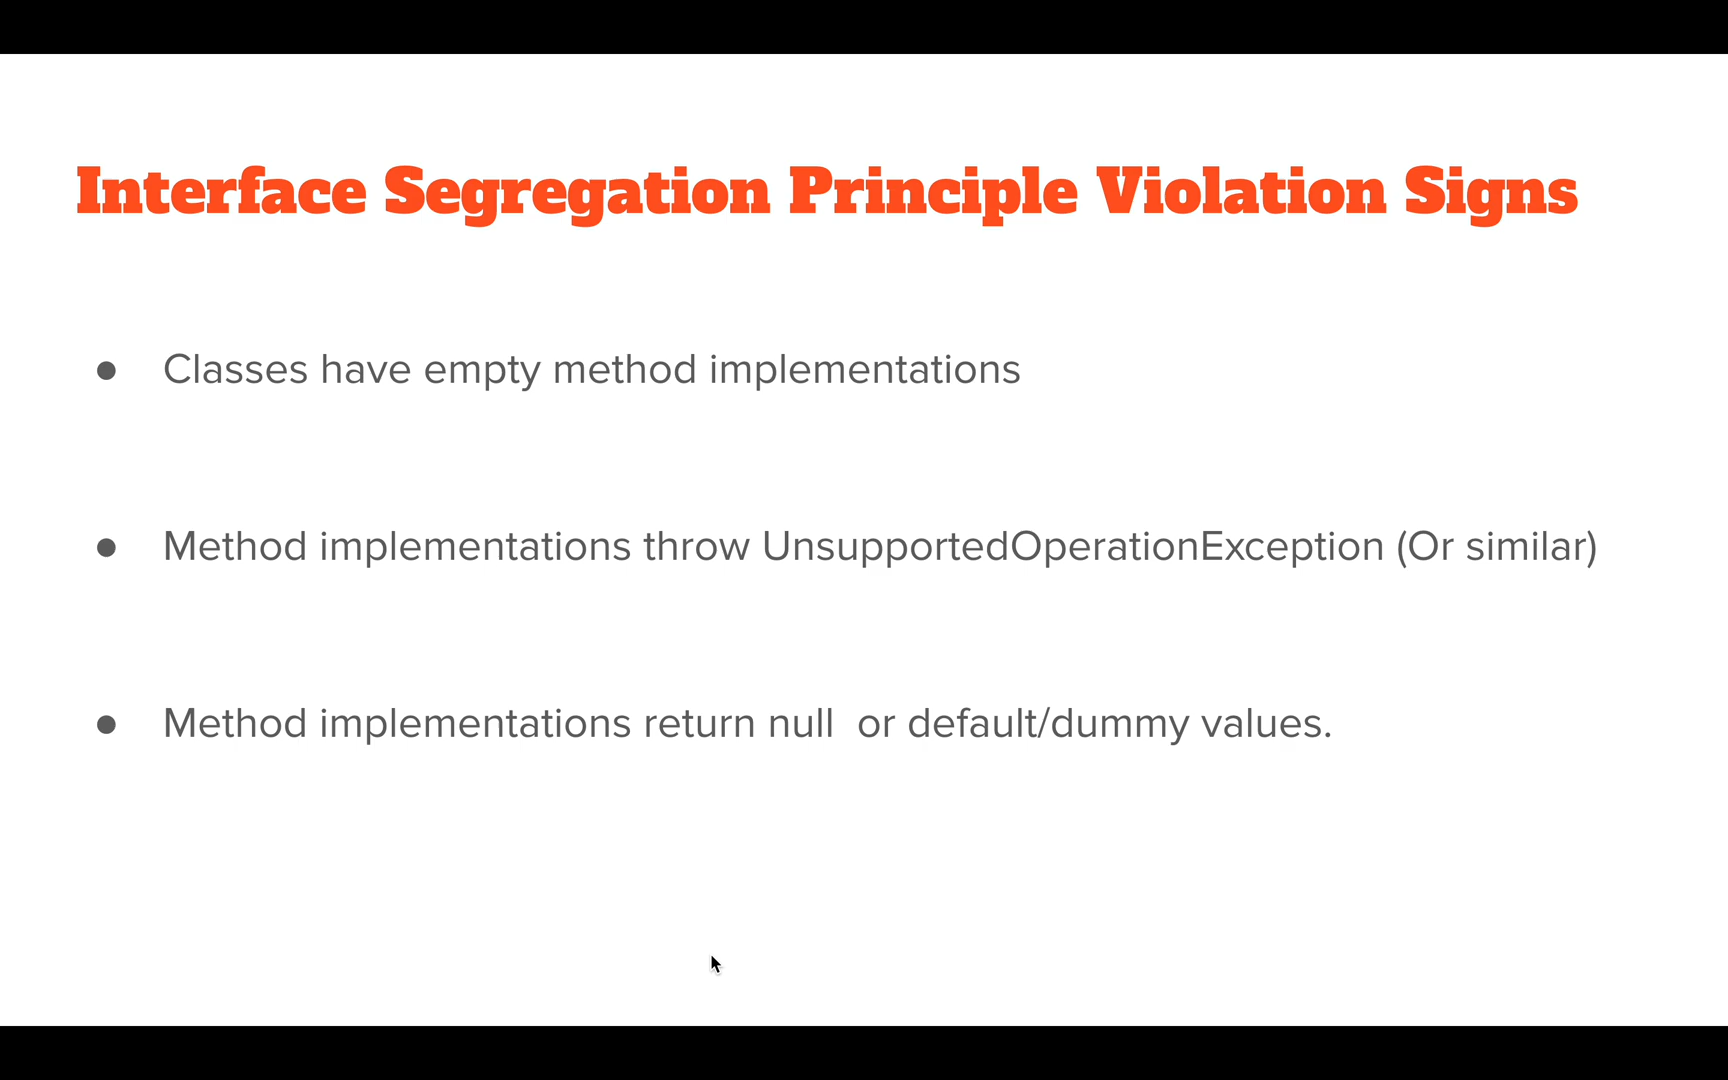 Interface Segregation Principle Violation Signs
● Classes have empty method implementations
● Method implementations throw UnsupportedOperationException (Or similar)
● Method implementations return null  or default/dummy values.